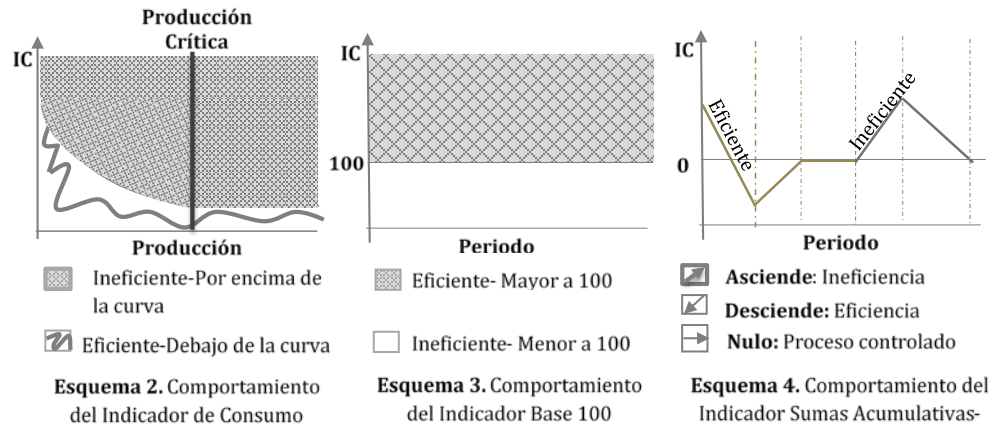 Producción
Crítica
IC
Producción
Ineficiente-Por encima de
la curva
Eficiente-Debajo de la curva
Esquema 2. Comportamiento
del Indicador de Consumo
IC
100
Periodo
Eficiente- Mayor a 100
Ineficiente- Menor a 100
Esquema 3. Comportamiento
del Indicador Base 100
IC
Eficiente
Ineficiente
0
Periodo
Asciende: Ineficiencia
Desciende: Eficiencia
Nulo: Proceso controlado
Esquema 4. Comportamiento del
Indicador Sumas Acumulativas-